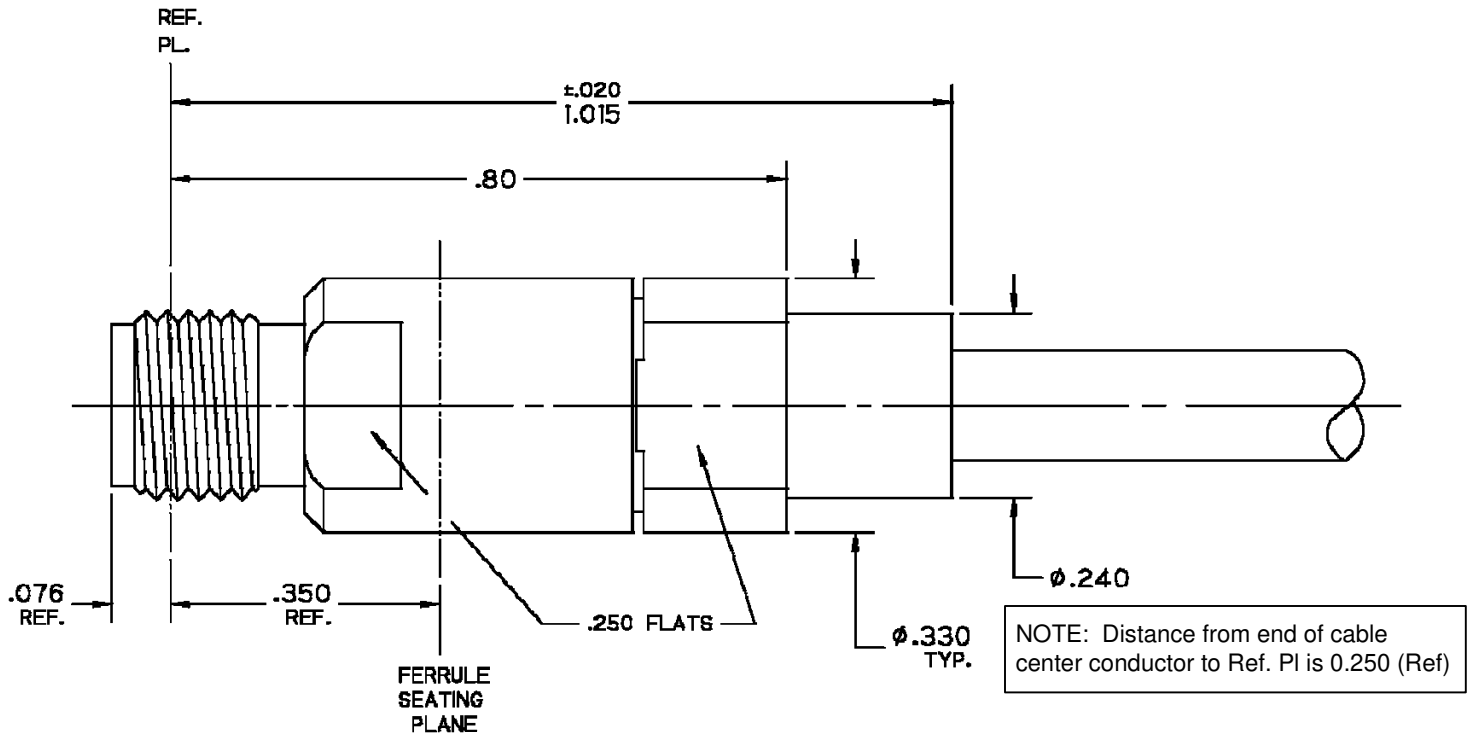 REF.
PL.
±.020
1.015
.80
.076
REF.
.350
REF.
.250 FLATS
Ø.330
TYP.
Ø.240
NOTE: Distance from end of cable
center conductor to Ref. Pl is 0.250 (Ref)
FERRULE
SEATING
PLANE